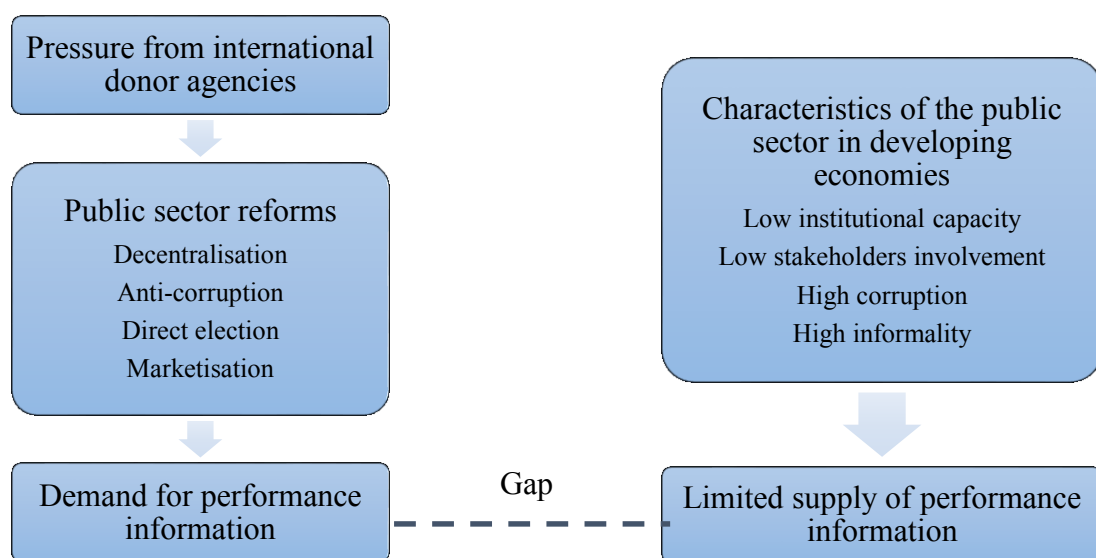 Pressure from international
donor agencies
Public sector reforms
Decentralisation
Anti-corruption
Direct election
Marketisation
Demand for performance
information
Gap
Characteristics of the public
sector in developing
economies
Low institutional capacity
Low stakeholders involvement
High corruption
High informality
Limited supply of performance
information